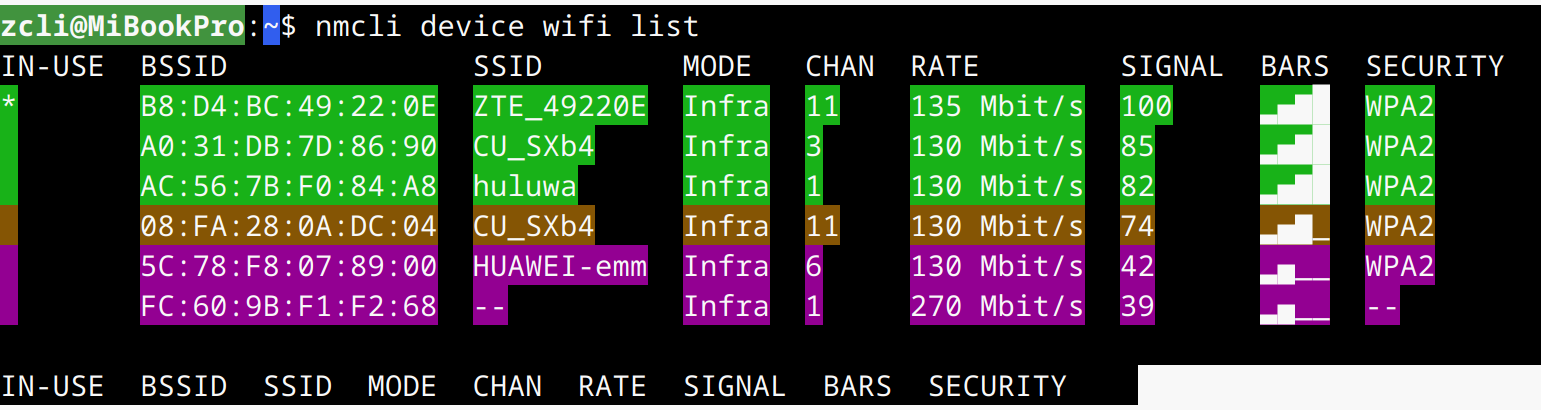 zcli@MiBookPro:~$ nmcli device wifi list
IN-USE  BSSID              SSID        MODE   CHAN  RATE        SIGNAL  BARS  SECURITY
*       B8:D4:BC:49:22:0E  ZTE_49220E  Infra  11    135 Mbit/s  100     ▂▄▆█  WPA2
        A0:31:DB:7D:86:90  CU_SXb4     Infra  3     130 Mbit/s  85      ▂▄▆█  WPA2
        AC:56:7B:F0:84:A8  huluwa      Infra  1     130 Mbit/s  82      ▂▄▆█  WPA2
        08:FA:28:0A:DC:04  CU_SXb4     Infra  11    130 Mbit/s  74      ▂▄▆_  WPA2
        5C:78:F8:07:89:00  HUAWEI-emm  Infra  6     130 Mbit/s  42      ▂▄__  WPA2
        FC:60:9B:F1:F2:68  --          Infra  1     270 Mbit/s  39      ▂▄__  --
IN-USE  BSSID  SSID  MODE  CHAN  RATE  SIGNAL  BARS  SECURITY